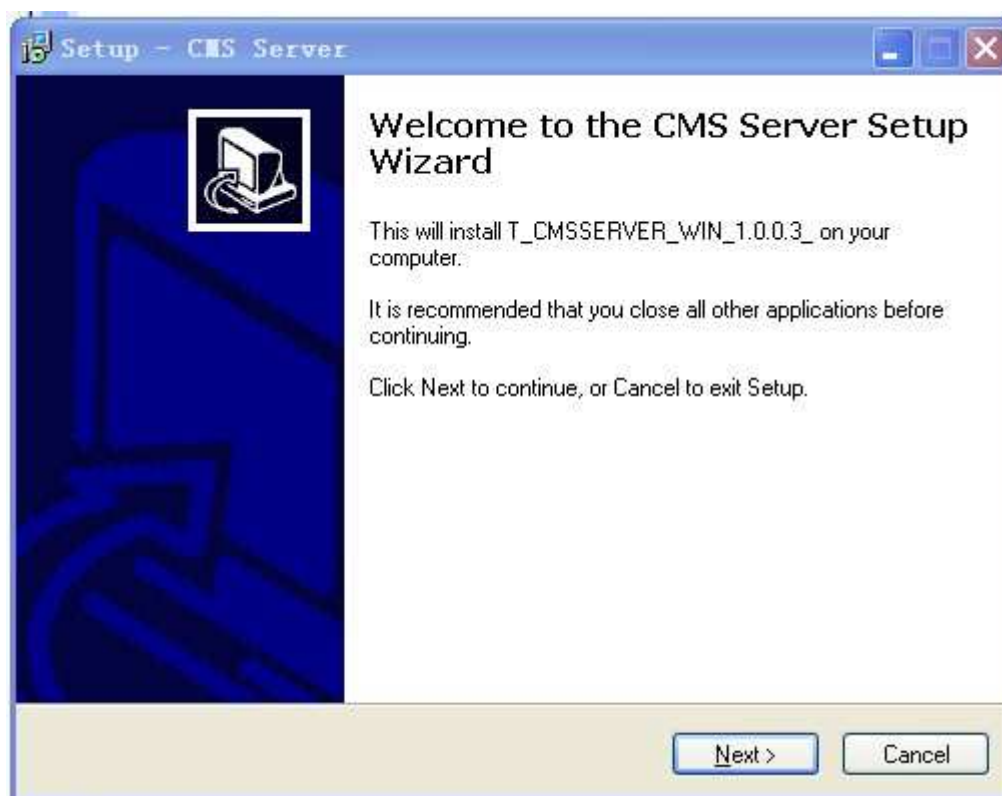 Setup - CMS Server
Welcome to the CMS Server Setup
Wizard
This will install T_CMSSERVER_WIN_1.0.0.3_ on your
computer.
It is recommended that you close all other applications before
continuing.
Click Next to continue, or Cancel to exit Setup.
Next >
Cancel